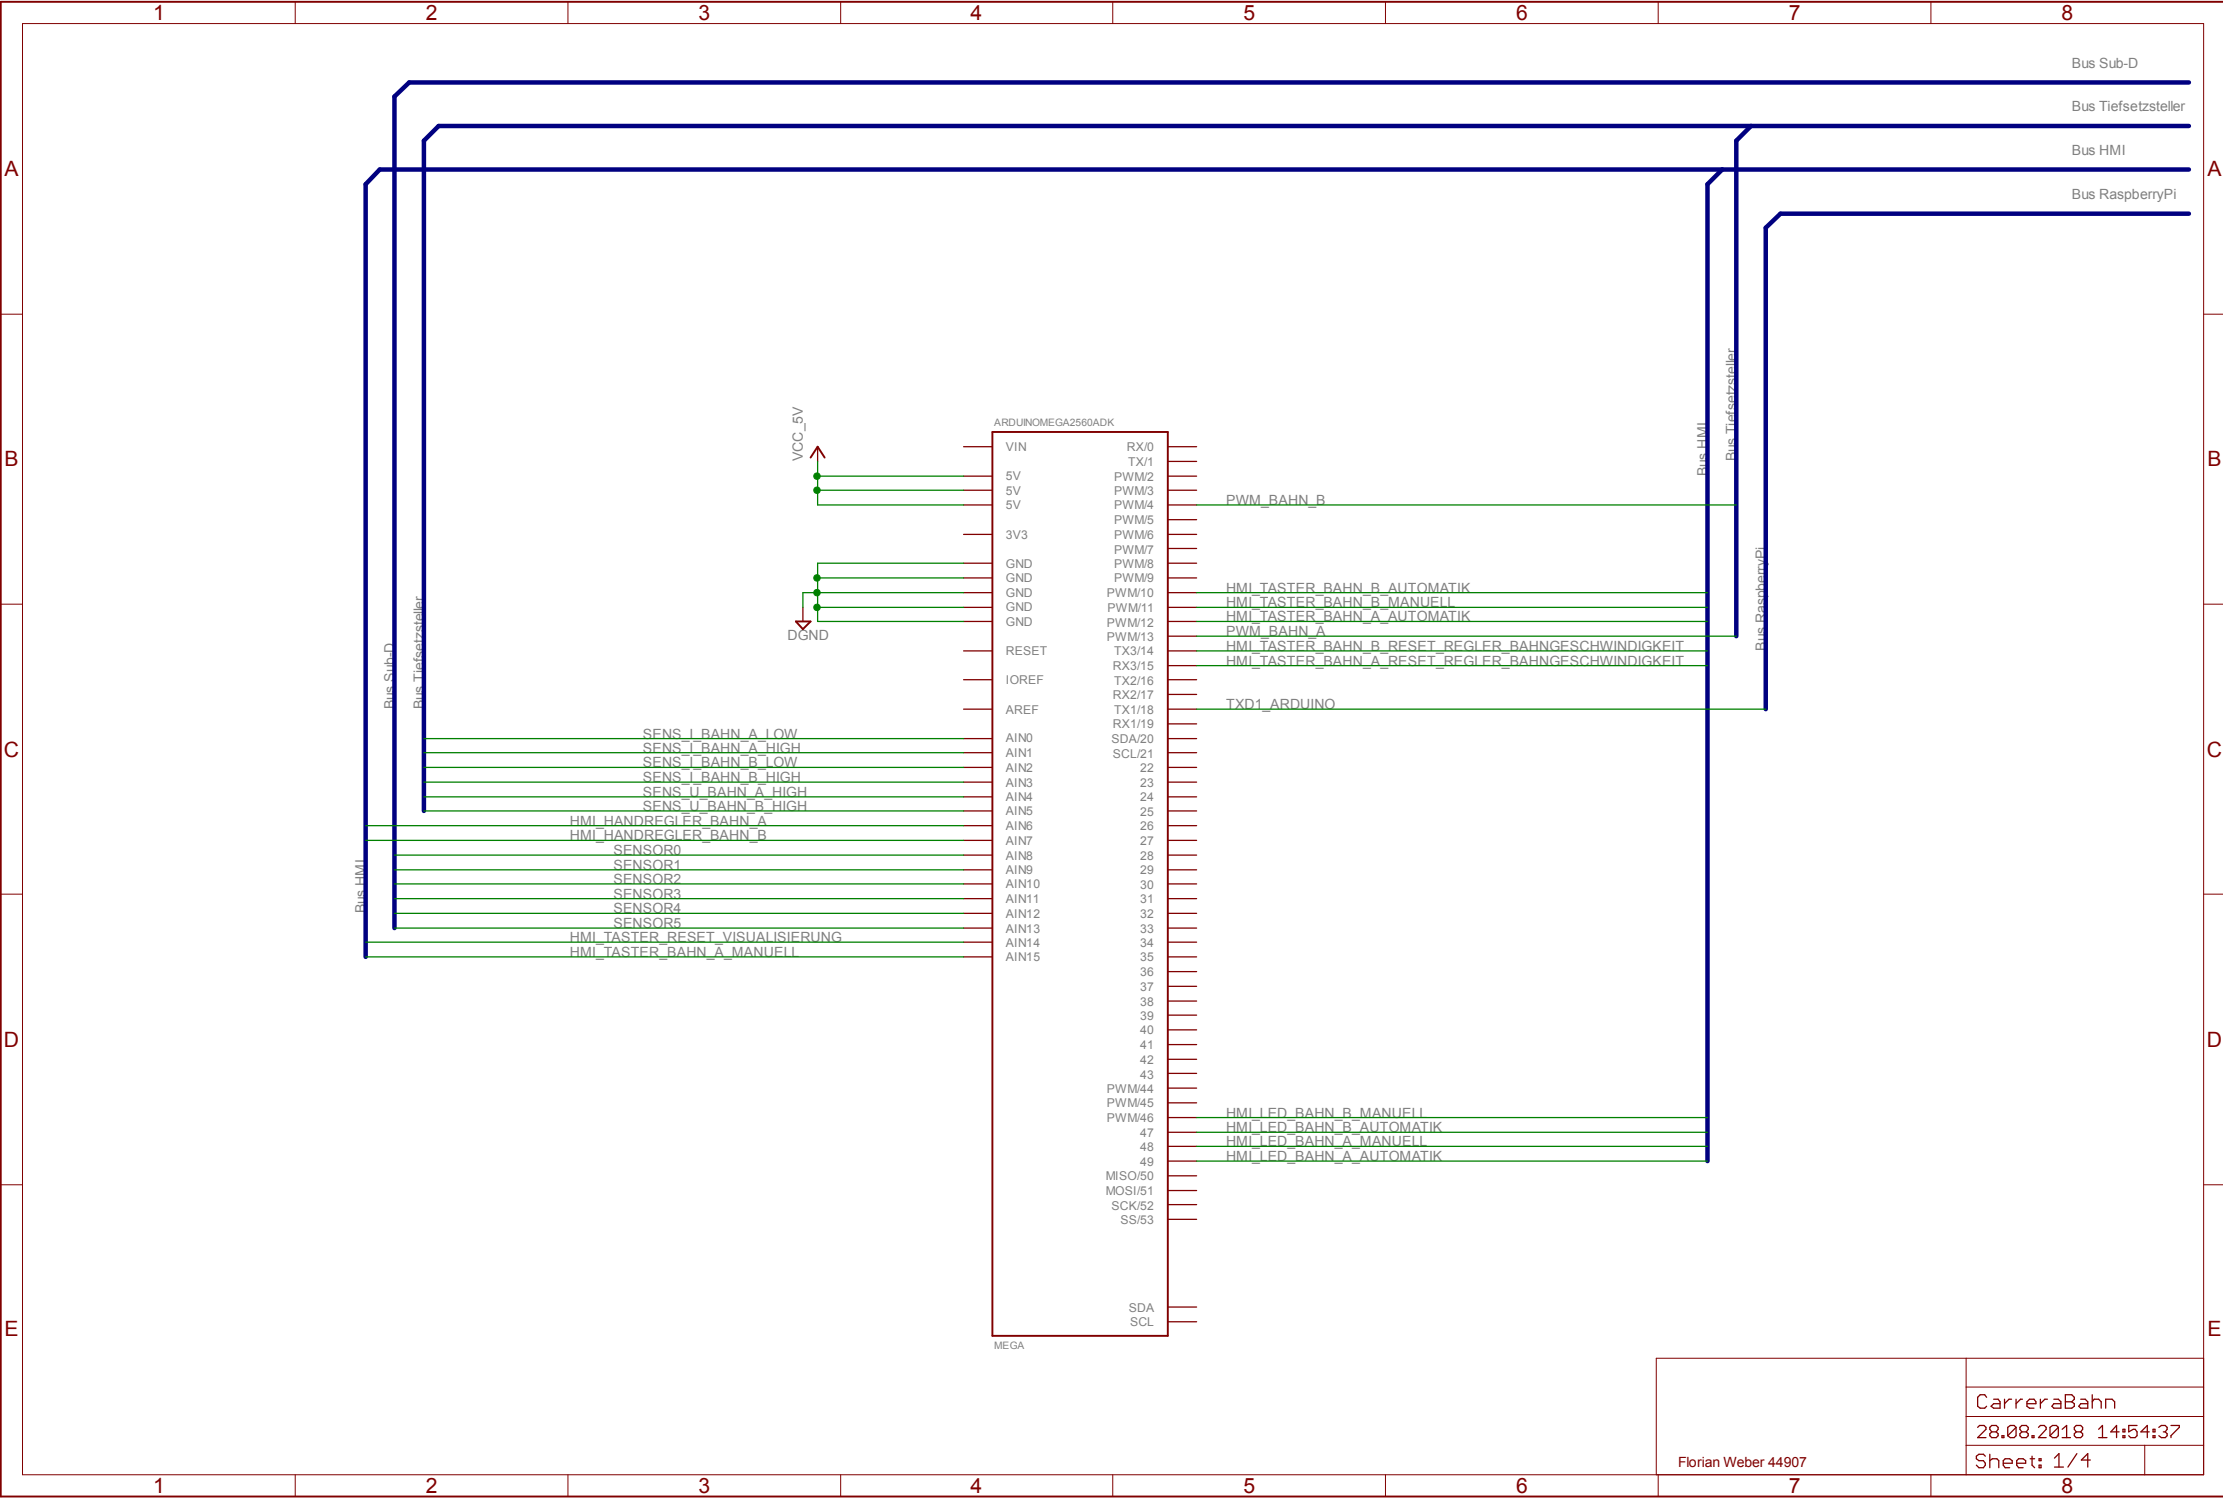 1 2 3 4 5 6 7 8
Bus Sub-D
Bus Tiefsetzsteller
Bus HMI
Bus RaspberryPi
A A
B B
C C
D D
E E
Bus HMI
Bus Sub-D
Bus Tiefsetzsteller
Bus HMI
Bus Tiefsetzsteller
Bus RaspberryPi
VCC_5V
DGND
ARDUINOMEGA2560ADK
VIN
5V
5V
5V
3V3
GND
GND
GND
GND
GND
RESET
IOREF
AREF
SENS_I_BAHN_A_LOW AIN0
SENS_I_BAHN_A_HIGH AIN1
SENS_I_BAHN_B_LOW AIN2
SENS_I_BAHN_B_HIGH AIN3
SENS_U_BAHN_A_HIGH AIN4
SENS_U_BAHN_B_HIGH AIN5
HMI_HANDREGLER_BAHN_A AIN6
HMI_HANDREGLER_BAHN_B AIN7
SENSOR0 AIN8
SENSOR1 AIN9
SENSOR2 AIN10
SENSOR3 AIN11
SENSOR4 AIN12
SENSOR5 AIN13
HMI_TASTER_RESET_VISUALISIERUNG AIN14
HMI_TASTER_BAHN_A_MANUELL AIN15
RX/0
TX/1
PWM/2
PWM/3
PWM/4 PWM_BAHN_B
PWM/5
PWM/6
PWM/7
PWM/8
PWM/9
PWM/10 HMI_TASTER_BAHN_B_AUTOMATIK
PWM/11 HMI_TASTER_BAHN_B_MANUELL
PWM/12 HMI_TASTER_BAHN_A_AUTOMATIK
PWM/13 PWM_BAHN_A
TX3/14 HMI_TASTER_BAHN_B_RESET_REGLER_BAHNGESCHWINDIGKEIT
RX3/15 HMI_TASTER_BAHN_A_RESET_REGLER_BAHNGESCHWINDIGKEIT
TX2/16
RX2/17
TX1/18 TXD1_ARDUINO
RX1/19
SDA/20
SCL/21
22
23
24
25
26
27
28
29
30
31
32
33
34
35
36
37
38
39
40
41
42
43
PWM/44
PWM/45
PWM/46 HMI_LED_BAHN_B_MANUELL
47 HMI_LED_BAHN_B_AUTOMATIK
48 HMI_LED_BAHN_A_MANUELL
49 HMI_LED_BAHN_A_AUTOMATIK
MISO/50
MOSI/51
SCK/52
SS/53
SDA
SCL
MEGA
CarreraBahn
28.08.2018 14:54:37
Florian Weber 44907
Sheet: 1/4
1 2 3 4 5 6 7 8